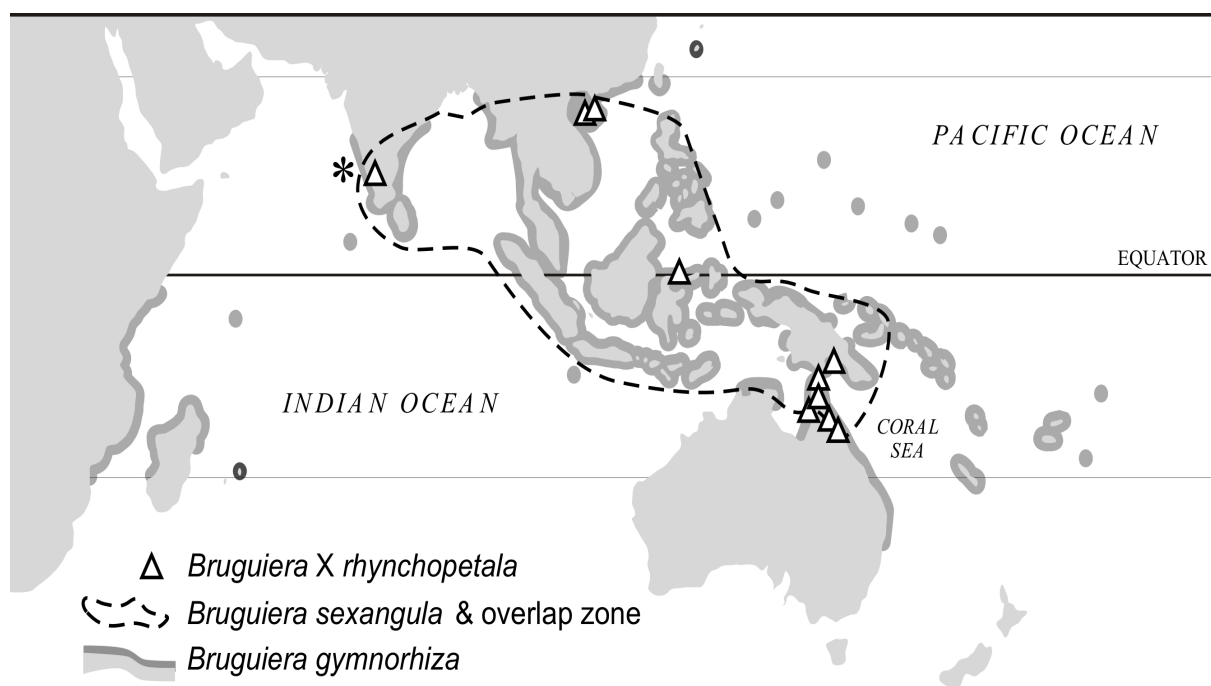 PACIFIC OCEAN
*
EQUATOR
INDIAN OCEAN
CORAL
SEA
Bruguiera X rhynchopetala
Bruguiera sexangula & overlap zone
Bruguiera gymnorhiza